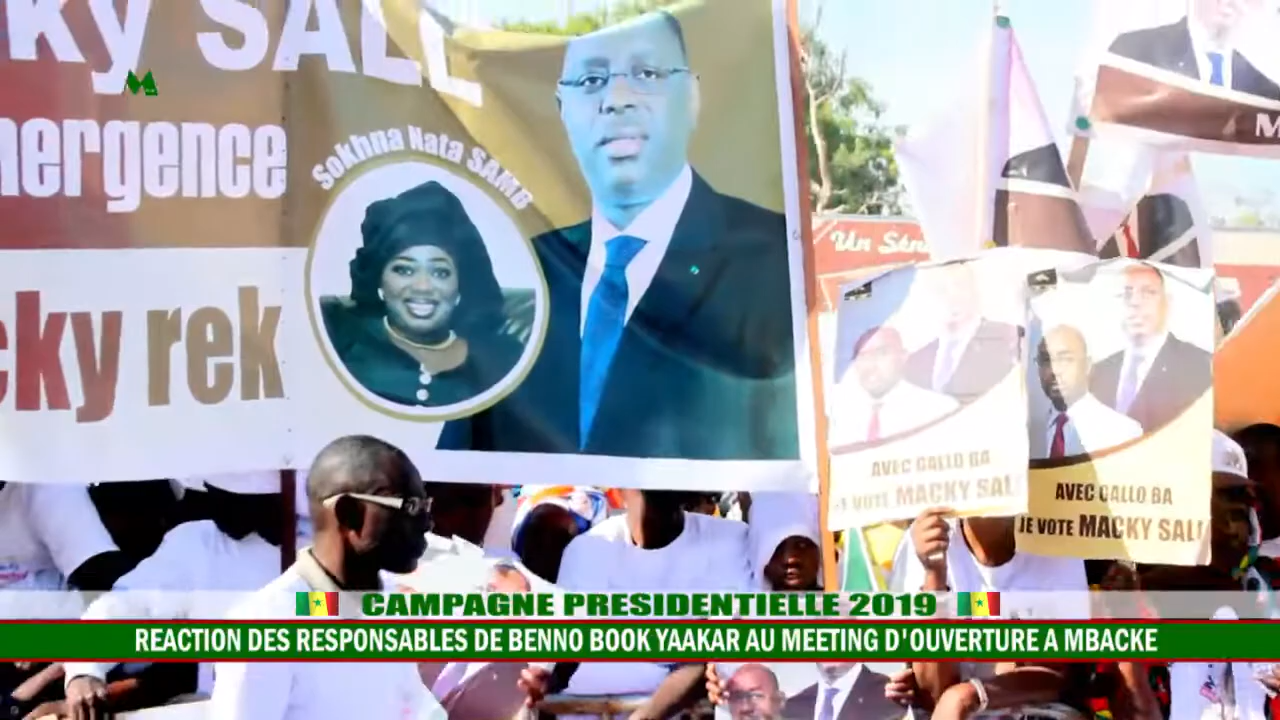 ky SALL
mergence
cky rek
Sokhna Nata SAMB
Un Sén
M
AVEC GALLO BA
JE VOTE MACKY SALL
AVEC GALLO BA
JE VOTE MACKY SALL
CAMPAGNE PRESIDENTIELLE 2019
REACTION DES RESPONSABLES DE BENNO BOOK YAAKAR AU MEETING D'OUVERTURE A MBACKE